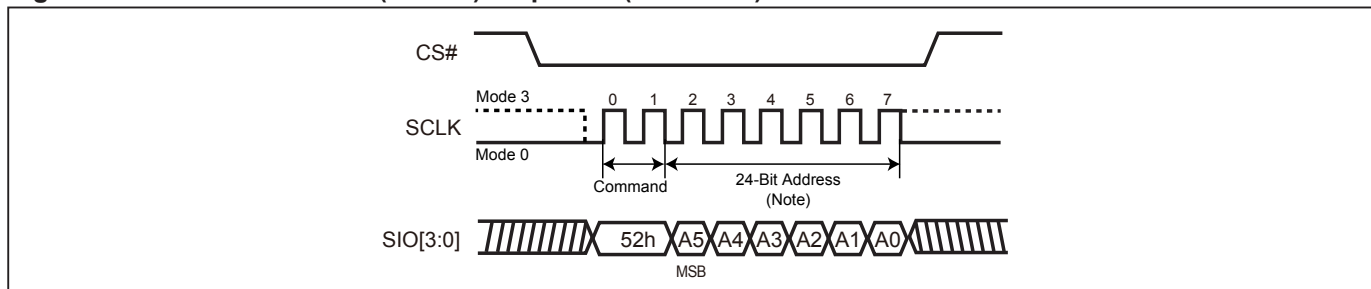 CS#
Mode 3
0 1 2 3 4 5 6 7
SCLK
Mode 0
Command
24-Bit Address
(Note)
SIO[3:0]
52h A5 A4 A3 A2 A1 A0
MSB